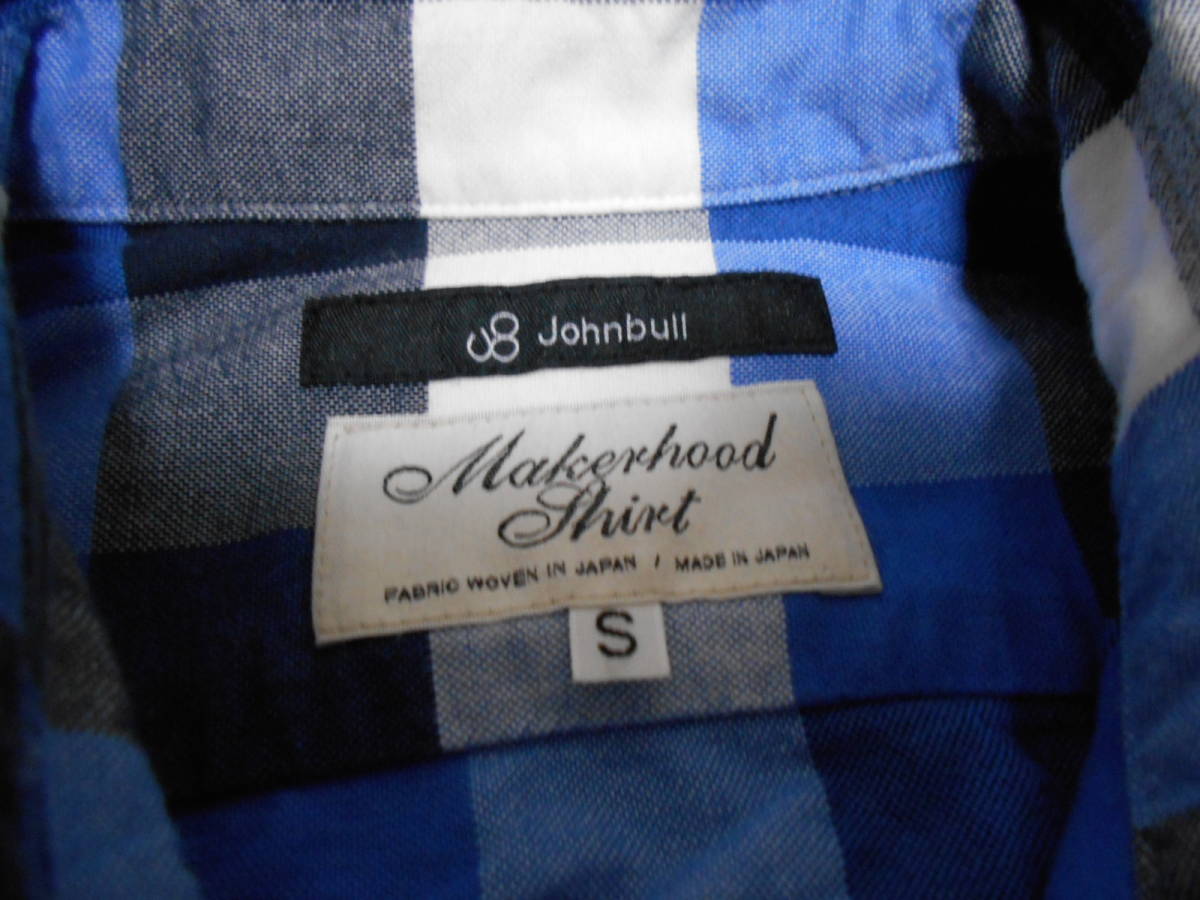 Johnbull
Makerhood
Shirt
FABRIC WOVEN IN JAPAN / MADE IN JAPAN
S